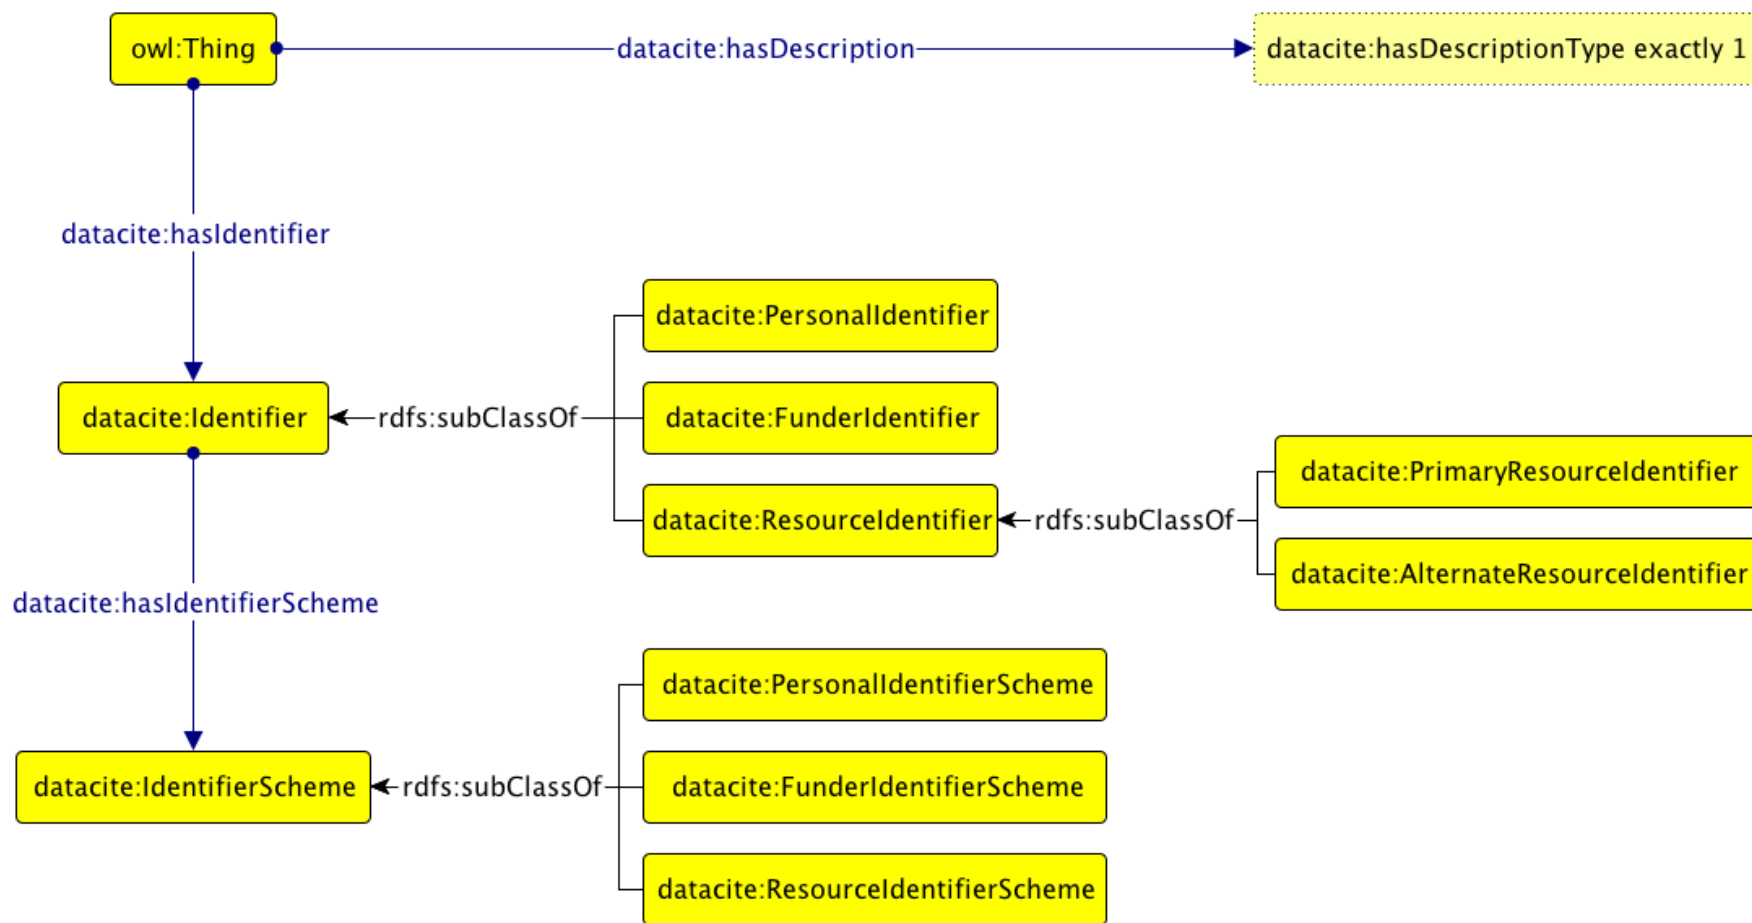 owl:Thing
datacite:hasDescription
datacite:hasDescriptionType exactly 1
datacite:hasIdentifier
datacite:PersonalIdentifier
datacite:Identifier
rdfs:subClassOf
datacite:FunderIdentifier
datacite:PrimaryResourceIdentifier
datacite:ResourceIdentifier
rdfs:subClassOf
datacite:AlternateResourceIdentifier
datacite:hasIdentifierScheme
datacite:PersonalIdentifierScheme
datacite:IdentifierScheme
rdfs:subClassOf
datacite:FunderIdentifierScheme
datacite:ResourceIdentifierScheme